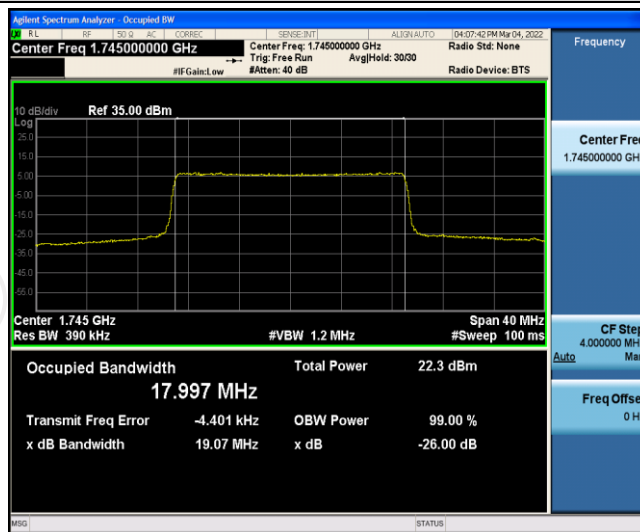 Agilent Spectrum Analyzer - Occupied BW
RL RF 50 Ω AC CORREC SENSE:INT ALIGN AUTO 04:07:42 PM Mar 04, 2022
Center Freq 1.745000000 GHz
Center Freq: 1.745000000 GHz
Radio Std: None
Trig: Free Run Avg|Hold: 30/30
#IFGain:Low #Atten: 40 dB Radio Device: BTS
Frequency
10 dB/div Ref 35.00 dBm
Log
25.0
15.0
5.00
-5.00
-15.0
-25.0
-35.0
-45.0
-55.0
Center 1.745 GHz Span 40 MHz
Res BW 390 kHz #VBW 1.2 MHz #Sweep 100 ms
Center Fre
1.745000000 GH
CF Step
4.000000 MH
Auto Ma
Freq Offse
0 H
Occupied Bandwidth Total Power 22.3 dBm
17.997 MHz
Transmit Freq Error -4.401 kHz OBW Power 99.00 %
x dB Bandwidth 19.07 MHz x dB -26.00 dB
MSG STATUS